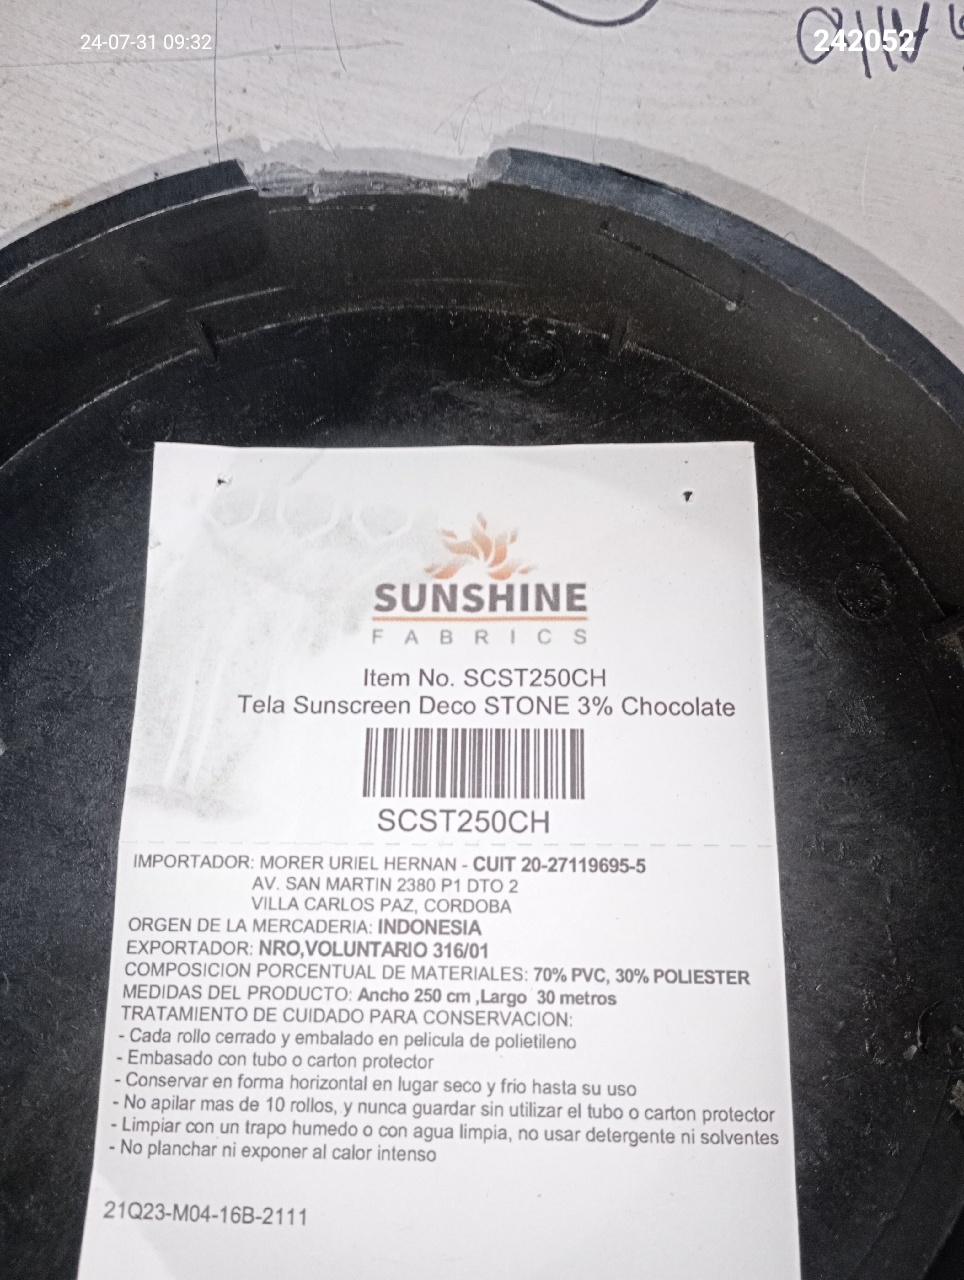 24-07-31 09:32
242052
SUNSHINE
FABRICS
Item No. SCST250CH
Tela Sunscreen Deco STONE 3% Chocolate
SCST250CH
IMPORTADOR: MORER URIEL HERNAN - CUIT 20-27119695-5
AV. SAN MARTIN 2380 P1 DTO 2
VILLA CARLOS PAZ, CORDOBA
ORGEN DE LA MERCADERIA: INDONESIA
EXPORTADOR: NRO,VOLUNTARIO 316/01
COMPOSICION PORCENTUAL DE MATERIALES: 70% PVC, 30% POLIESTER
MEDIDAS DEL PRODUCTO: Ancho 250 cm ,Largo 30 metros
TRATAMIENTO DE CUIDADO PARA CONSERVACION:
- Cada rollo cerrado y embalado en pelicula de polietileno
- Embasado con tubo o carton protector
- Conservar en forma horizontal en lugar seco y frio hasta su uso
- No apilar mas de 10 rollos, y nunca guardar sin utilizar el tubo o carton protector
- Limpiar con un trapo humedo o con agua limpia, no usar detergente ni solventes
- No planchar ni exponer al calor intenso
21Q23-M04-16B-2111